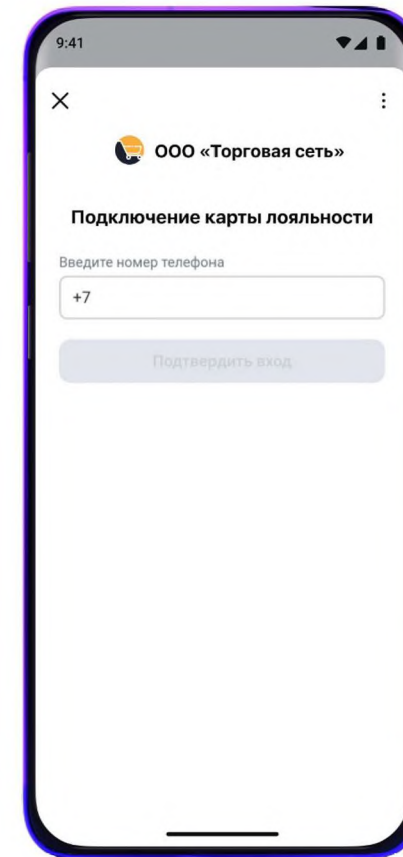 9:41
ООО «Торговая сеть»
Подключение карты лояльности
Введите номер телефона
+7
Подтвердить вход